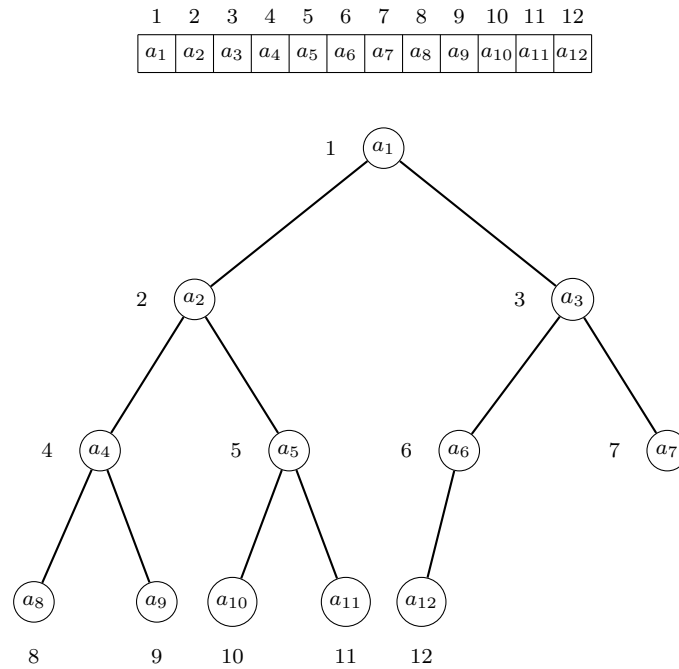 1 2 3 4 5 6 7 8 9 10 11 12
a₁ a₂ a₃ a₄ a₅ a₆ a₇ a₈ a₉ a₁₀ a₁₁ a₁₂
1 a₁
2 a₂ 3 a₃
4 a₄ 5 a₅ 6 a₆ 7 a₇
a₈ a₉ a₁₀ a₁₁ a₁₂
8 9 10 11 12